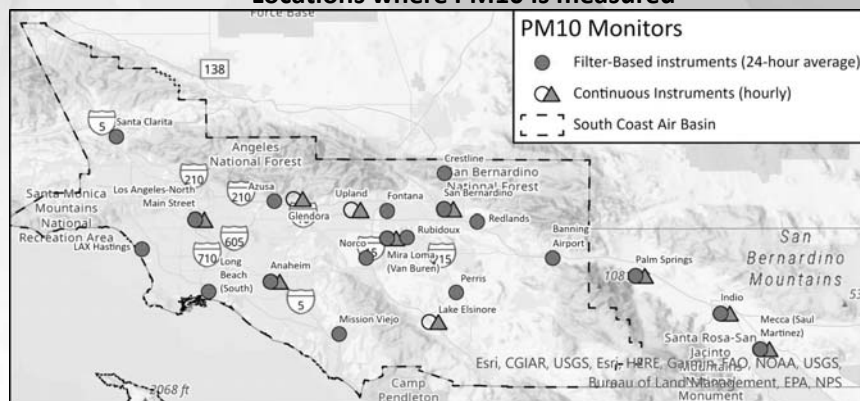 Locations where PM10 is measured
Force Base
PM10 Monitors
Filter-Based instruments (24-hour average)
Continuous Instruments (hourly)
South Coast Air Basin
138
5
Santa Clarita
Angeles
National Forest
Crestline
San Bernardino
National Forest
210
Santa Monica
Mountains
National
Recreation Area
Los Angeles-North
Main Street
210
Azusa
Glendora
Upland
Fontana
San Bernardino
Redlands
605
LAX Hastings
710
Long
Beach
(South)
Anaheim
5
Norco
Rubidoux
Mira Loma
(Van Buren)
215
Banning
Airport
Perris
Lake Elsinore
Mission Viejo
Palm Springs
108
San
Bernardino
Mountains
Indio
Mecca (Saul
Martinez)
Santa Rosa-San
Jacinto
Mountains
National
Monument
2068 ft
Camp
Pendleton
Esri, CGIAR, USGS, Esri, HERE, Garmin, FAO, NOAA, USGS,
Bureau of Land Management, EPA, NPS